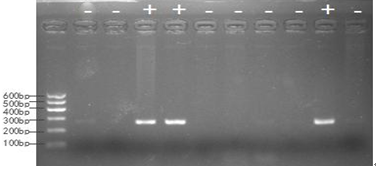 - - + + - - - - - + -
600bp
500bp
400bp
300bp
200bp
100bp